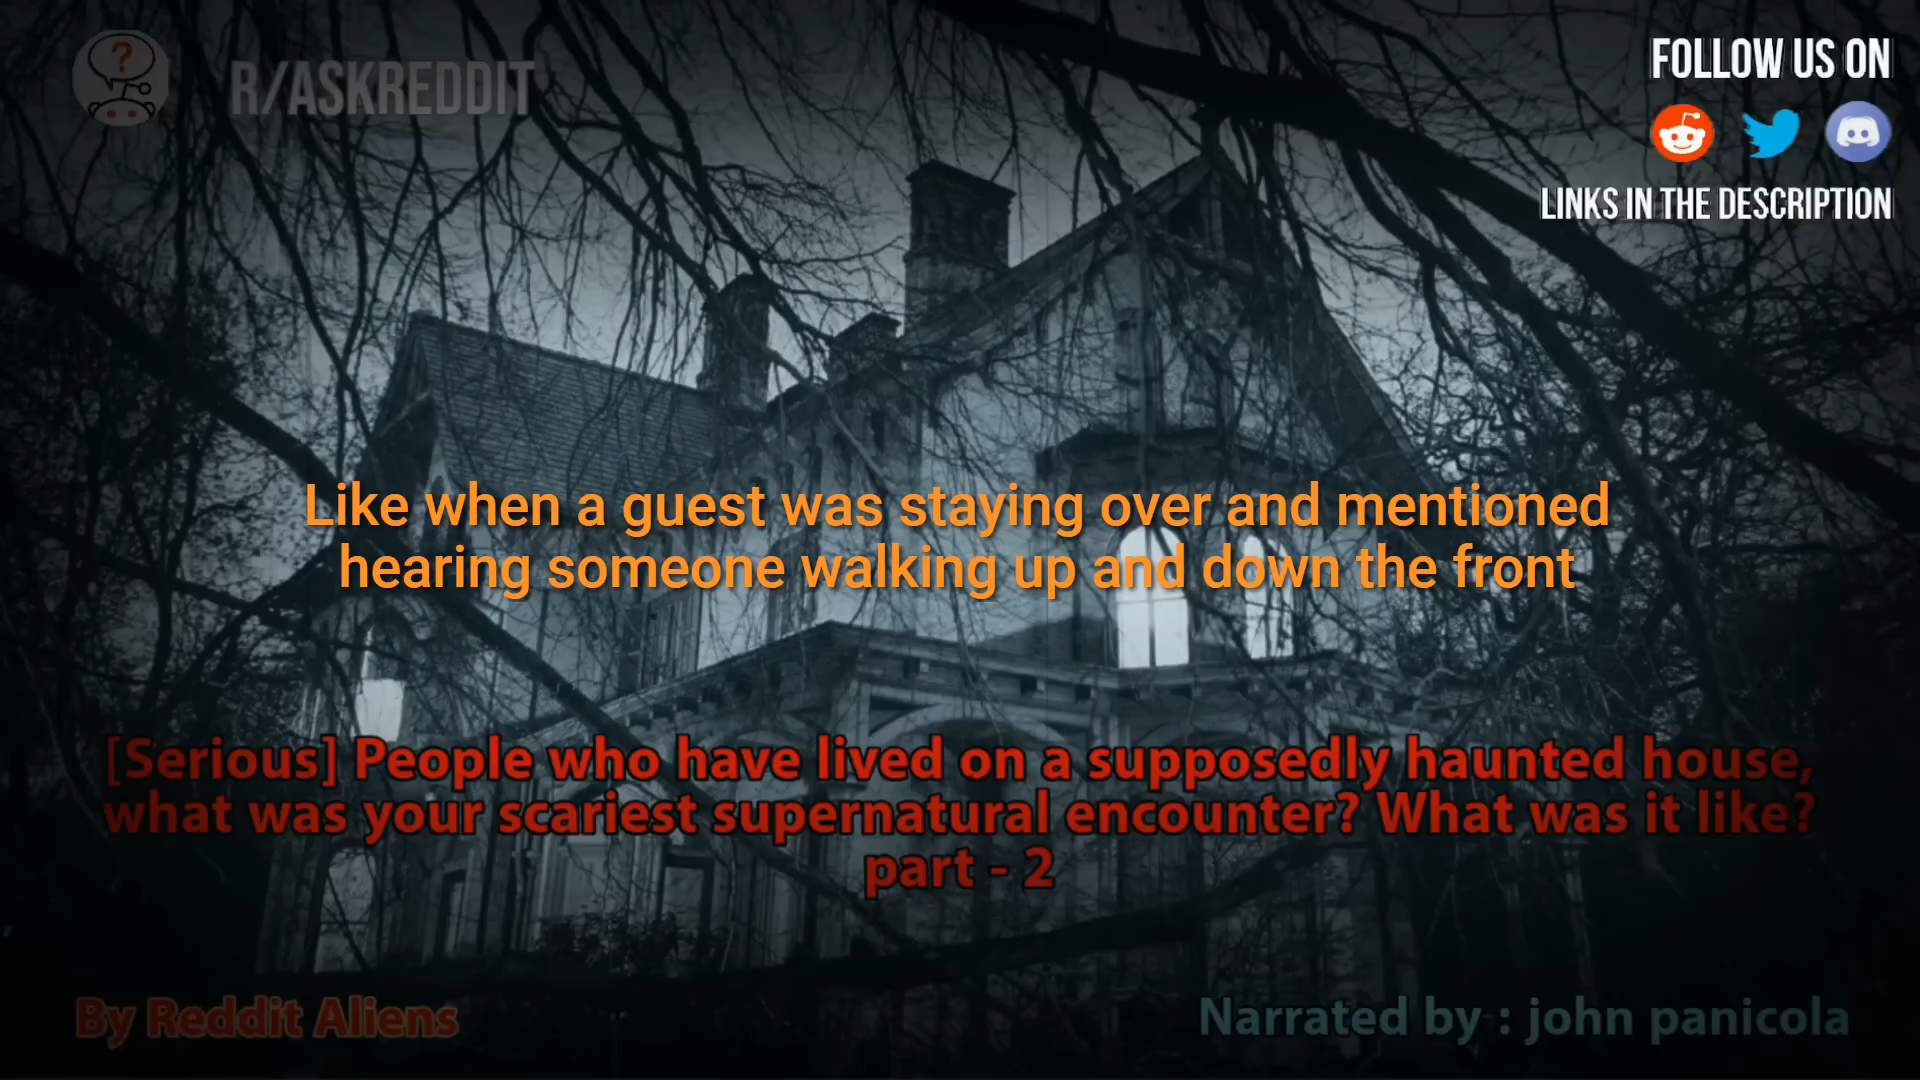 ?
R/ASKREDDIT
FOLLOW US ON
LINKS IN THE DESCRIPTION
Like when a guest was staying over and mentioned
hearing someone walking up and down the front
[Serious] People who have lived on a supposedly haunted house,
what was your scariest supernatural encounter? What was it like?
part - 2
By Reddit Aliens
Narrated by : john panicola